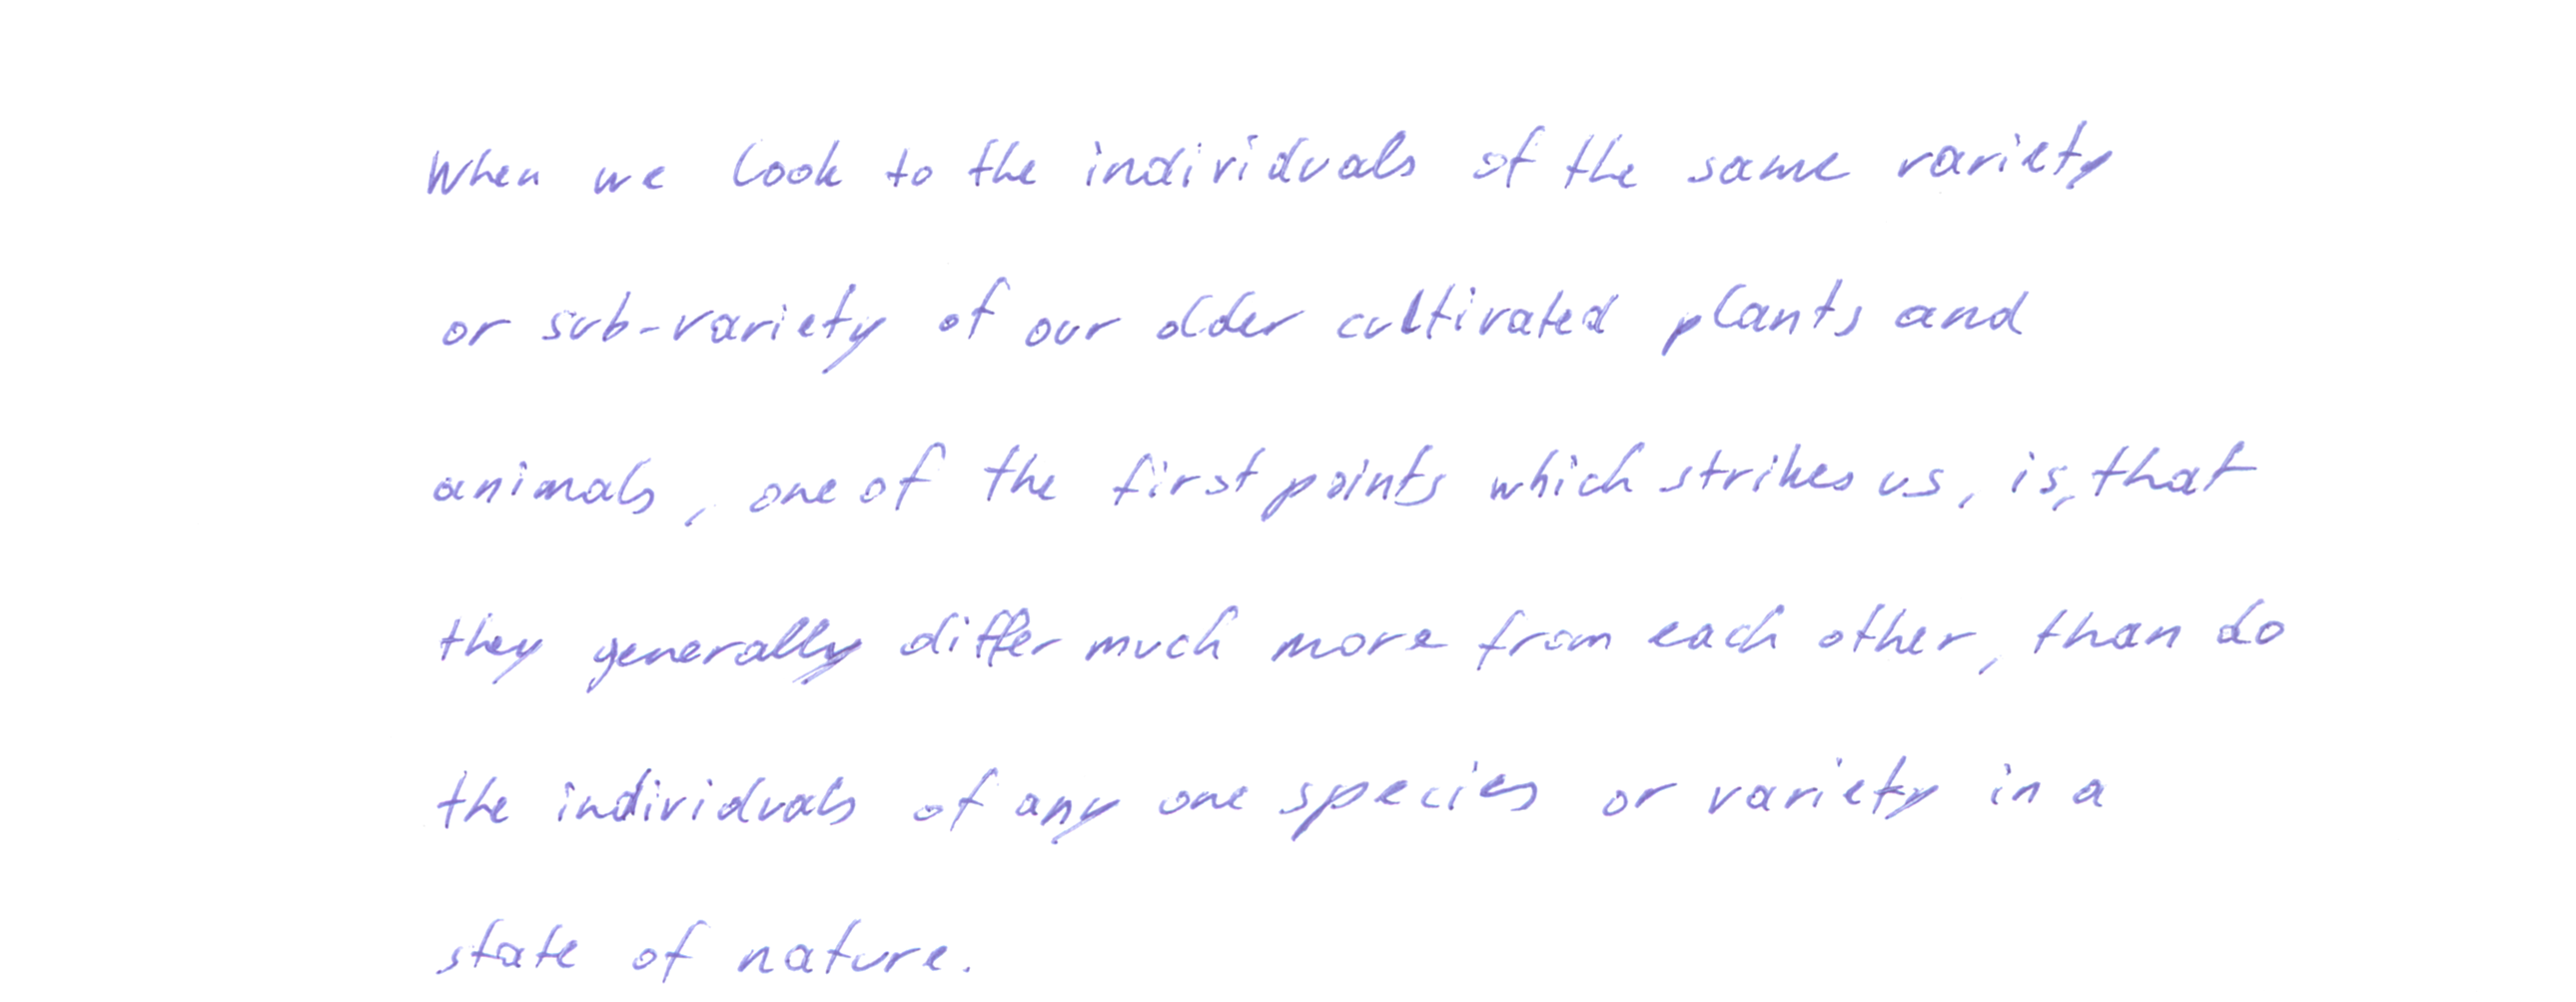 When we look to the individuals of the same variety
or sub-variety of our older cultivated plants and
animals, one of the first points which strikes us, is, that
they generally differ much more from each other, than do
the individuals of any one species or variety in a
state of nature.